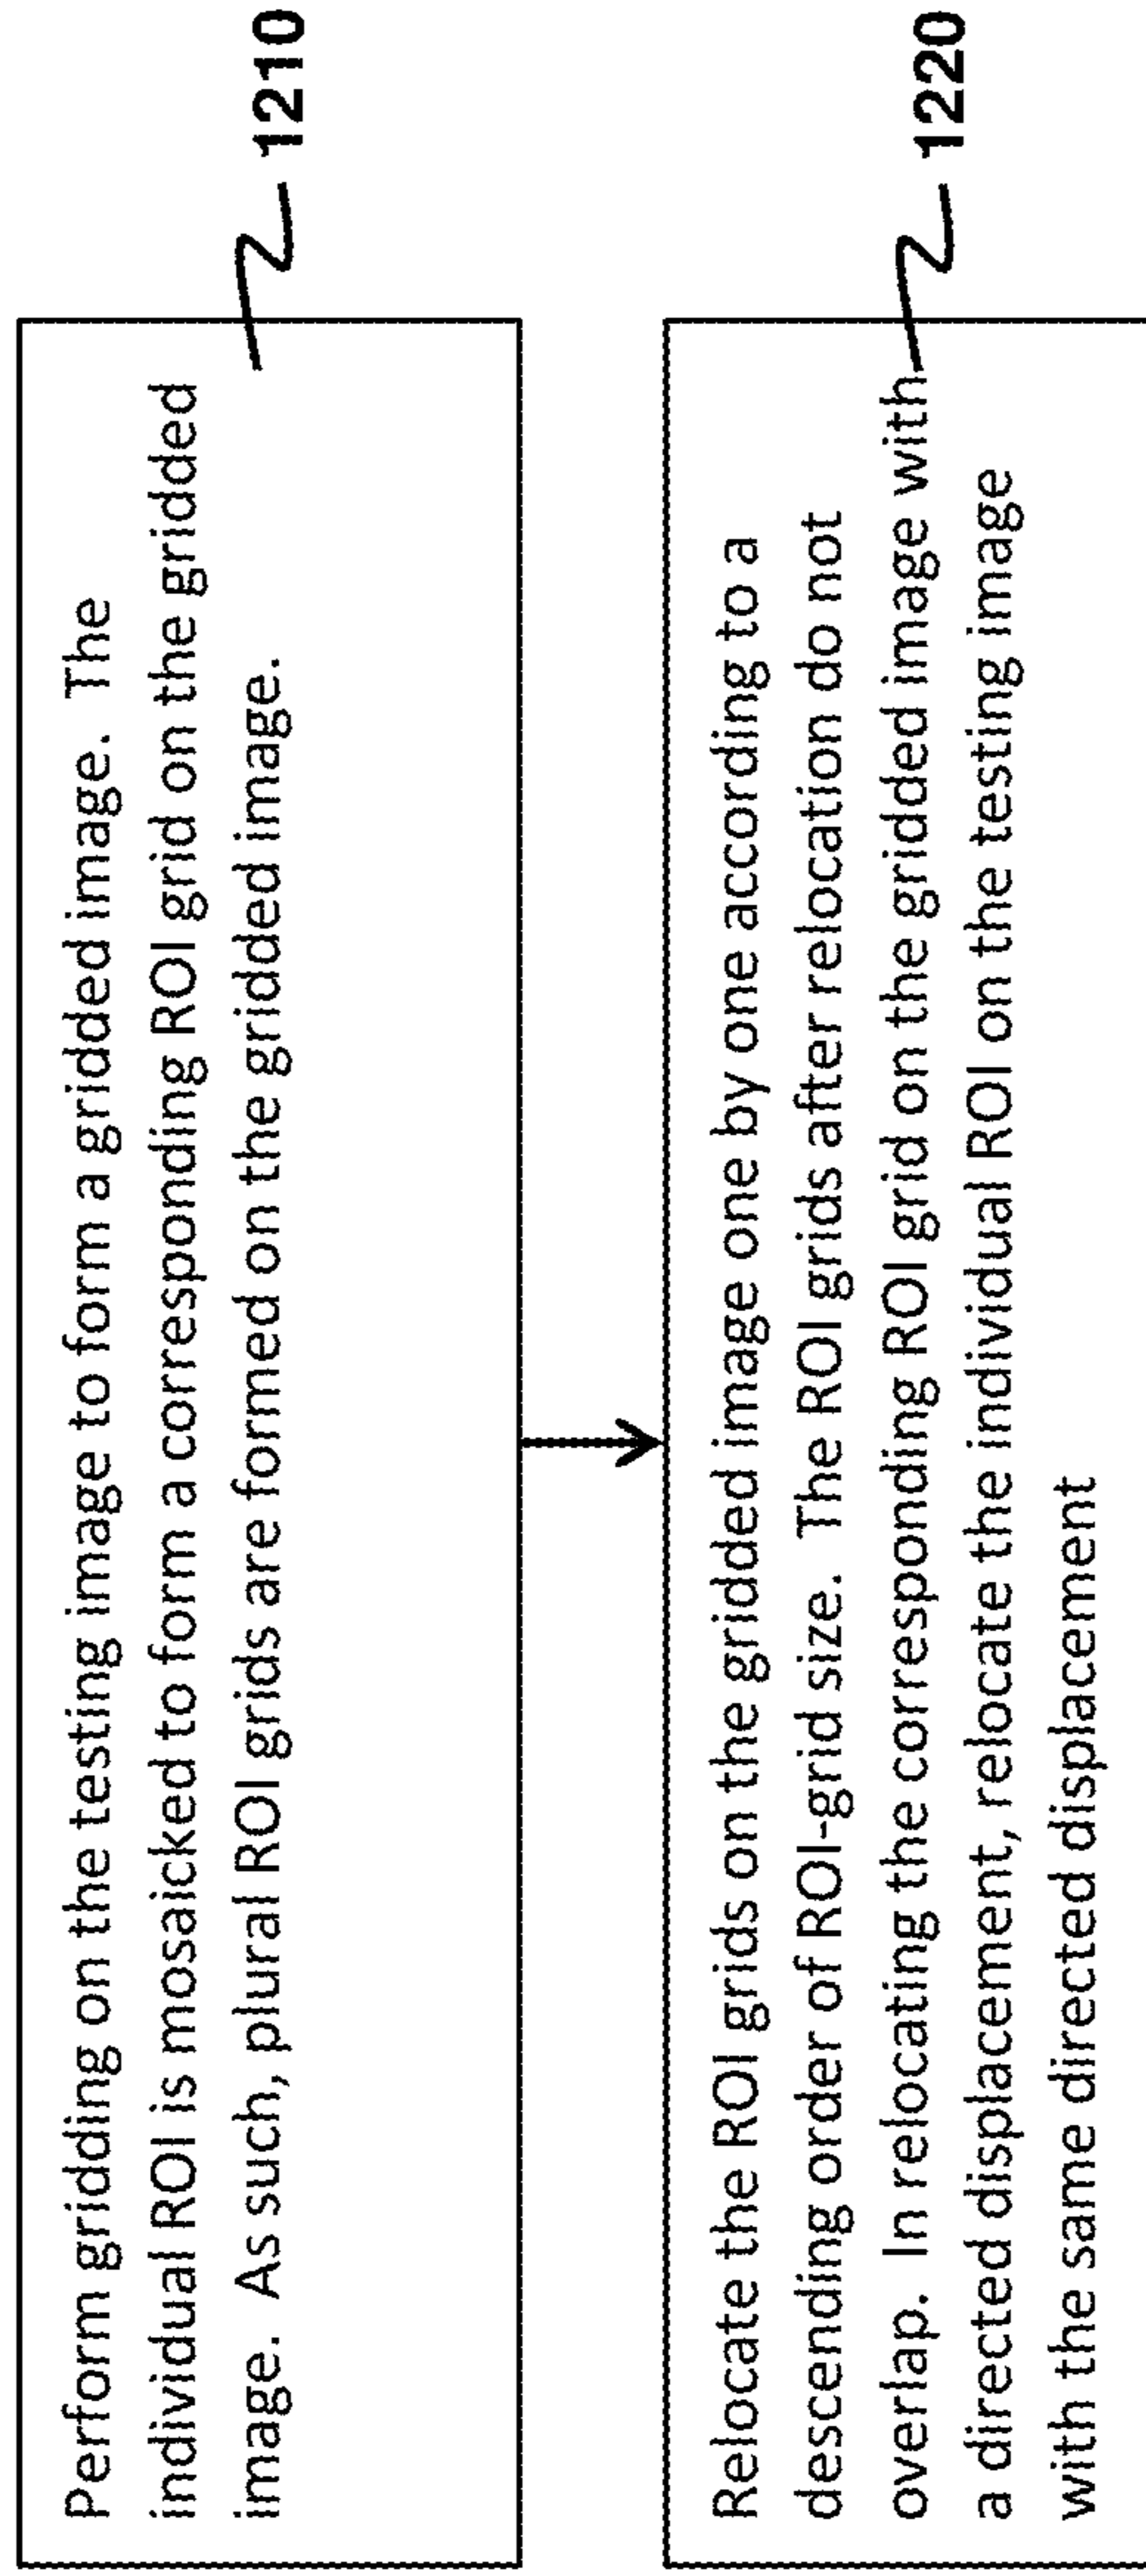 Perform gridding on the testing image to form a gridded image.  The
individual ROI is mosaicked to form a corresponding ROI grid on the gridded
image.  As such, plural ROI grids are formed on the gridded image.
1210
Relocate the ROI grids on the gridded image one by one according to a
descending order of ROI-grid size.  The ROI grids after relocation do not
overlap.  In relocating the corresponding ROI grid on the gridded image with
a directed displacement, relocate the individual ROI on the testing image
with the same directed displacement
1220